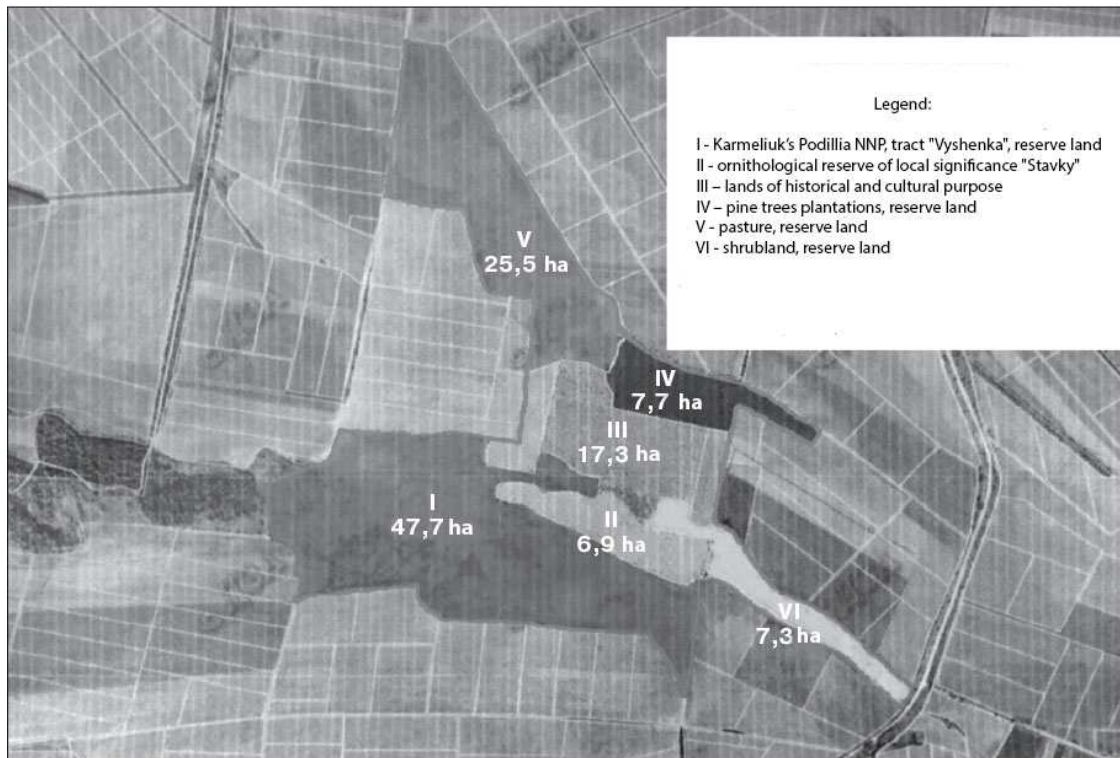 Legend:
I - Karmeliuk's Podillia NNP, tract "Vyshenka", reserve land
II - ornithological reserve of local significance "Stavky"
III – lands of historical and cultural purpose
IV – pine trees plantations, reserve land
V - pasture, reserve land
VI - shrubland, reserve land
V
25,5 ha
IV
7,7 ha
III
17,3 ha
I
47,7 ha
II
6,9 ha
VI
7,3 ha